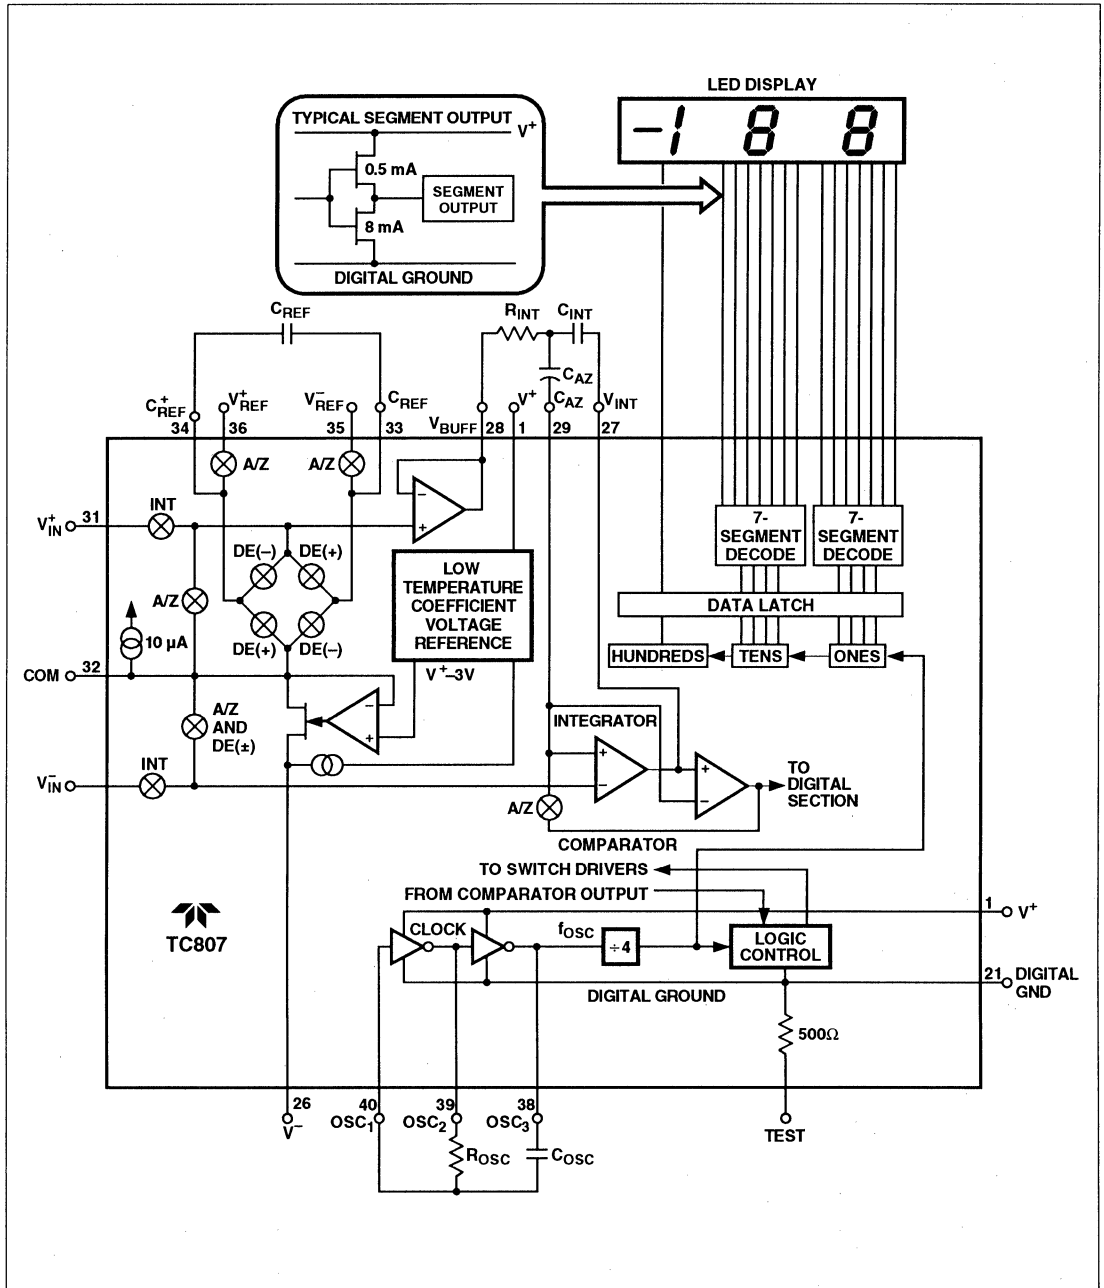 LED DISPLAY
-1 8 8
TYPICAL SEGMENT OUTPUT
V+
0.5 mA
SEGMENT
OUTPUT
8 mA
DIGITAL GROUND
CREF
RINT
CINT
CAZ
C+REF
V+REF
V−REF
CREF
VBUFF
V+
CAZ
VINT
34
36
35
33
28
1
29
27
A/Z
A/Z
INT
V+IN
31
DE(–)
DE(+)
A/Z
DE(+)
DE(–)
10 µA
COM
32
LOW
TEMPERATURE
COEFFICIENT
VOLTAGE
REFERENCE
V+–3V
7-
SEGMENT
DECODE
7-
SEGMENT
DECODE
DATA LATCH
HUNDREDS
TENS
ONES
A/Z
AND
DE(±)
INT
V−IN
INTEGRATOR
TO
DIGITAL
SECTION
A/Z
COMPARATOR
TO SWITCH DRIVERS
FROM COMPARATOR OUTPUT
TC807
CLOCK
fOSC
÷4
LOGIC
CONTROL
1
V+
DIGITAL GROUND
21
DIGITAL
GND
500Ω
26
V−
40
OSC1
39
OSC2
38
OSC3
ROSC
COSC
TEST